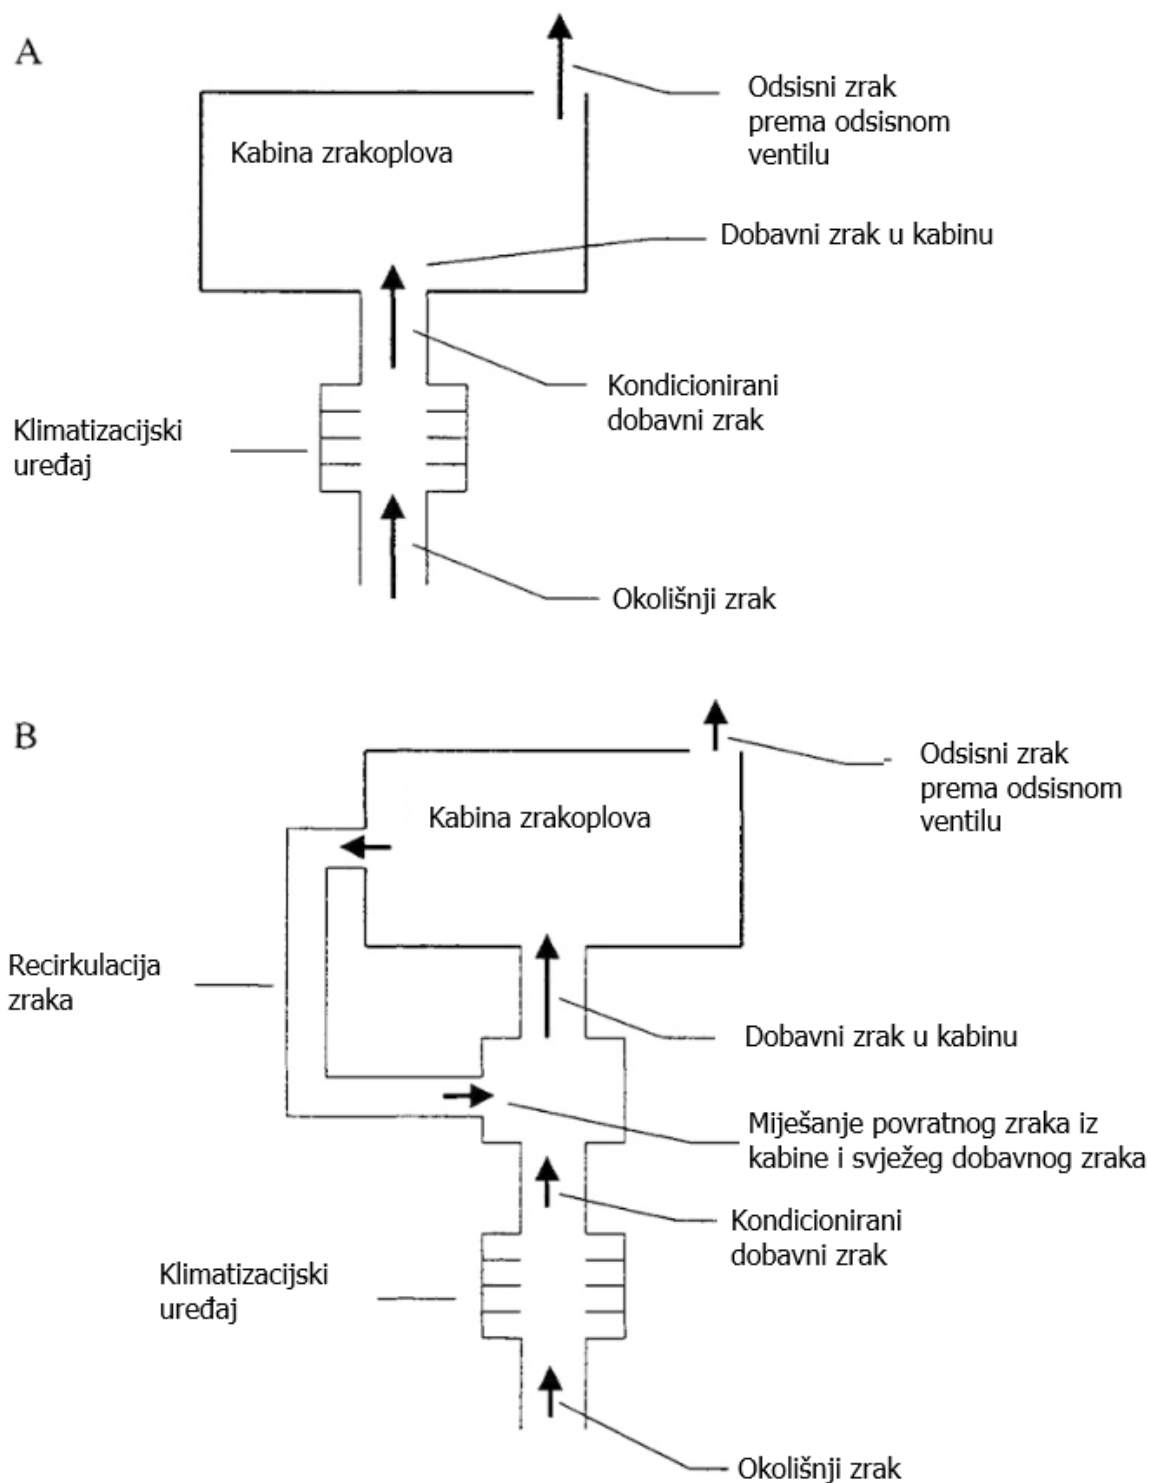 A
Odsisni zrak
prema odsisnom
ventilu
Kabina zrakoplova
Dobavni zrak u kabinu
Kondicionirani
dobavni zrak
Klimatizacijski
uređaj
Okolišnji zrak
B
Odsisni zrak
prema odsisnom
ventilu
Kabina zrakoplova
Recirkulacija
zraka
Dobavni zrak u kabinu
Miješanje povratnog zraka iz
kabine i svježeg dobavnog zraka
Kondicionirani
dobavni zrak
Klimatizacijski
uređaj
Okolišnji zrak